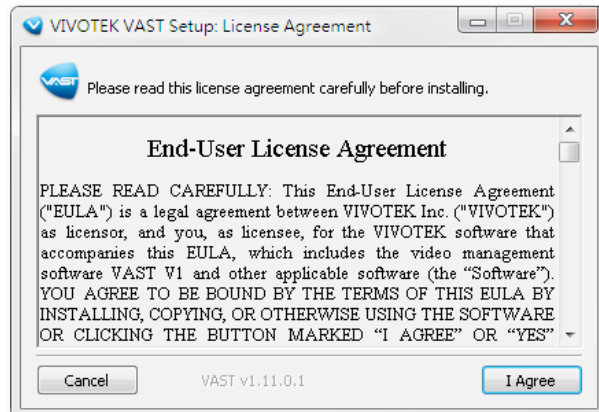 VIVOTEK VAST Setup: License Agreement
VAST
Please read this license agreement carefully before installing.
End-User License Agreement
PLEASE READ CAREFULLY: This End-User License Agreement
("EULA") is a legal agreement between VIVOTEK Inc. ("VIVOTEK")
as licensor, and you, as licensee, for the VIVOTEK software that
accompanies this EULA, which includes the video management
software VAST V1 and other applicable software (the “Software”).
YOU AGREE TO BE BOUND BY THE TERMS OF THIS EULA BY
INSTALLING, COPYING, OR OTHERWISE USING THE SOFTWARE
OR CLICKING THE BUTTON MARKED “I AGREE” OR “YES”
Cancel VAST v1.11.0.1 I Agree